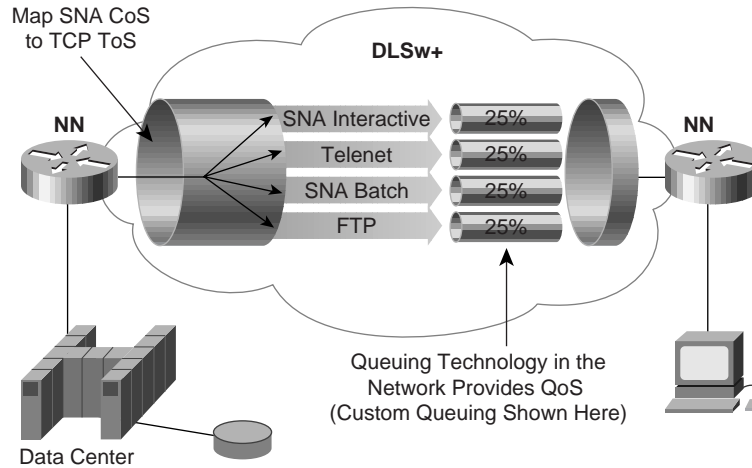 Map SNA CoS
to TCP ToS
DLSw+
NN
NN
SNA Interactive
25%
Telenet
25%
SNA Batch
25%
FTP
25%
Queuing Technology in the
Network Provides QoS
(Custom Queuing Shown Here)
Data Center